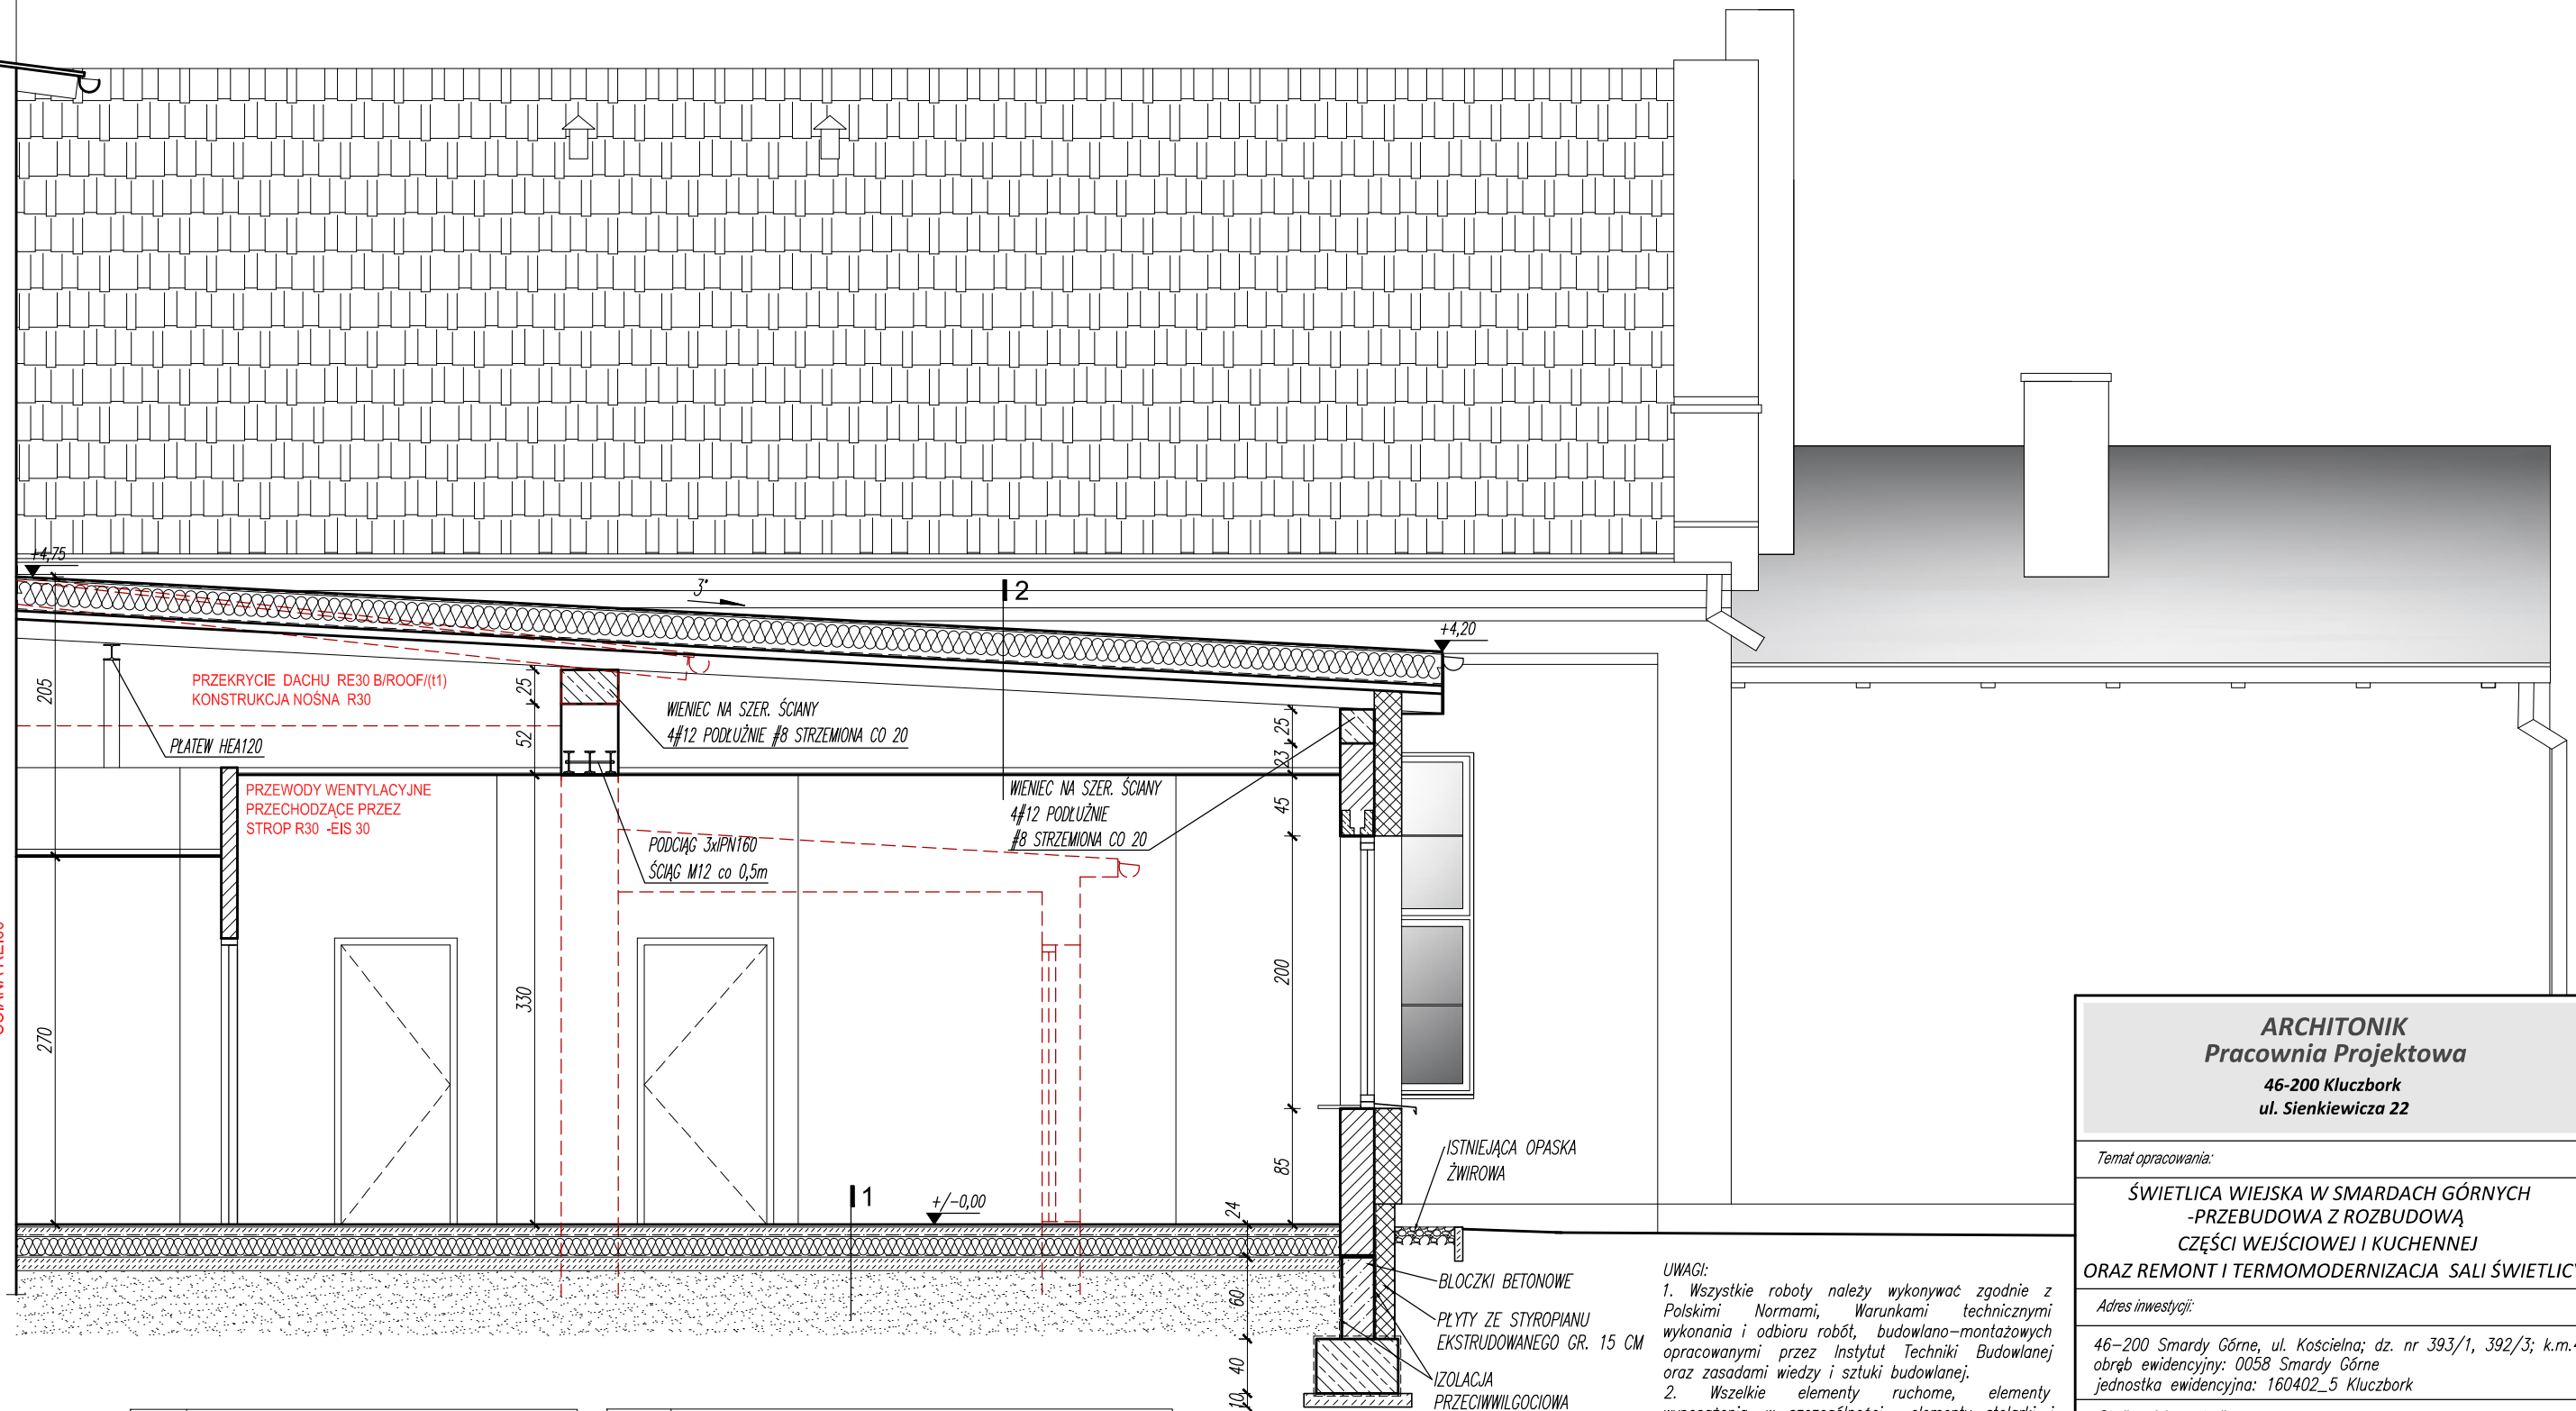 +4,75
3°
2
+4,20
205
PRZEKRYCIE DACHU RE30 B/ROOF/(t1)
KONSTRUKCJA NOŚNA R30
25
52
WIENIEC NA SZER. ŚCIANY
4#12 PODŁUŻNIE #8 STRZEMIONA CO 20
PŁATEW HEA120
25
23
45
PRZEWODY WENTYLACYJNE
PRZECHODZĄCE PRZEZ
STROP R30 -EIS 30
WIENIEC NA SZER. ŚCIANY
4#12 PODŁUŻNIE
#8 STRZEMIONA CO 20
PODCIĄG 3xIPN160
ŚCIĄG M12 co 0,5m
270
330
200
85
1
+/-0,00
24
60
40
10
ISTNIEJĄCA OPASKA
ŻWIROWA
BLOCZKI BETONOWE
PŁYTY ZE STYROPIANU
EKSTRUDOWANEGO GR. 15 CM
IZOLACJA
PRZECIWWILGOCIOWA
UWAGI:
1. Wszystkie roboty należy wykonywać zgodnie z
Polskimi Normami, Warunkami technicznymi
wykonania i odbioru robót, budowlano-montażowych
opracowanymi przez Instytut Techniki Budowlanej
oraz zasadami wiedzy i sztuki budowlanej.
2. Wszelkie elementy ruchome, elementy
ARCHITONIK
Pracownia Projektowa
46-200 Kluczbork
ul. Sienkiewicza 22
Temat opracowania:
ŚWIETLICA WIEJSKA W SMARDACH GÓRNYCH
-PRZEBUDOWA Z ROZBUDOWĄ
CZĘŚCI WEJŚCIOWEJ I KUCHENNEJ
ORAZ REMONT I TERMOMODERNIZACJA SALI ŚWIETLICY
Adres inwestycji:
46-200 Smardy Górne, ul. Kościelna; dz. nr 393/1, 392/3; k.m.4
obręb ewidencyjny: 0058 Smardy Górne
jednostka ewidencyjna: 160402_5 Kluczbork